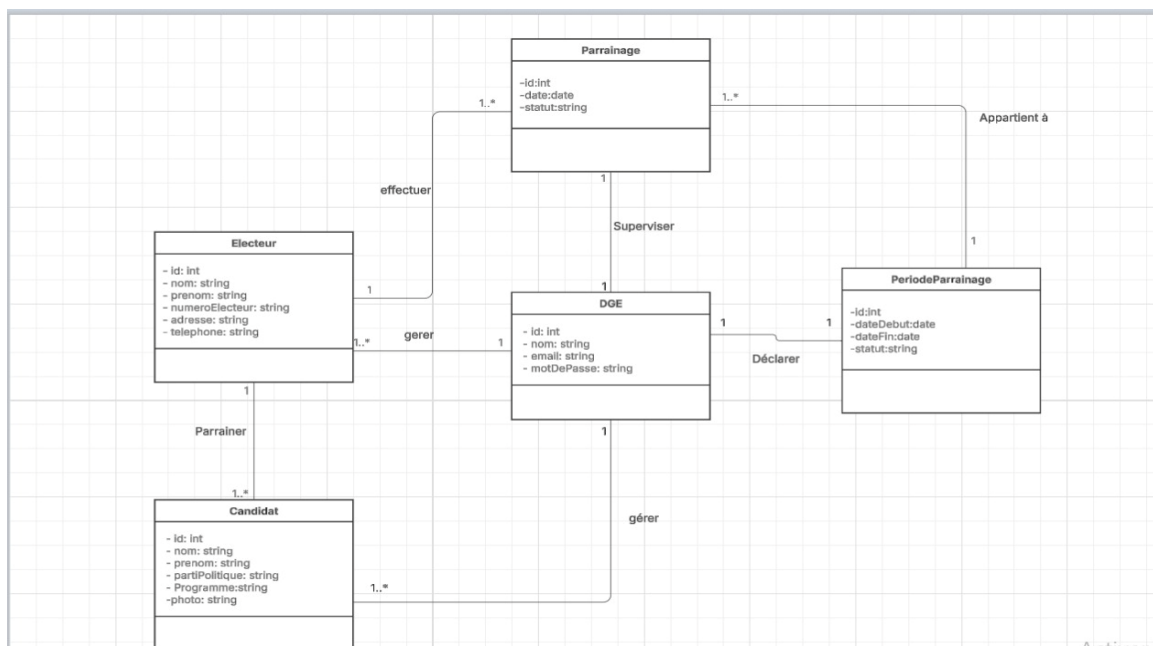 Parrainage
-id:int
-date:date
-statut:string
1..*
1..*
Appartient à
effectuer
1
Superviser
Electeur
- id: int
- nom: string
- prenom: string
- numeroElecteur: string
- adresse: string
- telephone: string
1
1
PeriodeParrainage
-id:int
-dateDebut:date
-dateFin:date
-statut:string
1
DGE
- id: int
- nom: string
- email: string
- motDePasse: string
gerer
1..*
1
1
1
Déclarer
1
Parrainer
1
1..*
Candidat
- id: int
- nom: string
- prenom: string
- partiPolitique: string
- Programme:string
-photo: string
gérer
1..*